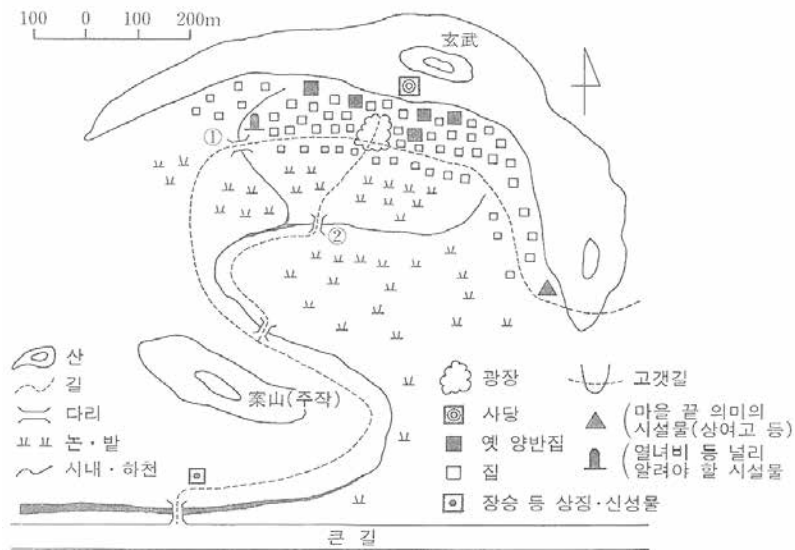 100 0 100 200m
玄武
①
②
案山(주작)
큰 길
산
길
다리
논·밭
시내·하천
광장
사당
옛 양반집
집
장승 등 상징·신성물
고갯길
(마을 끝 의미의
시설물(상여고 등)
(열녀비 등 널리
알려야 할 시설물